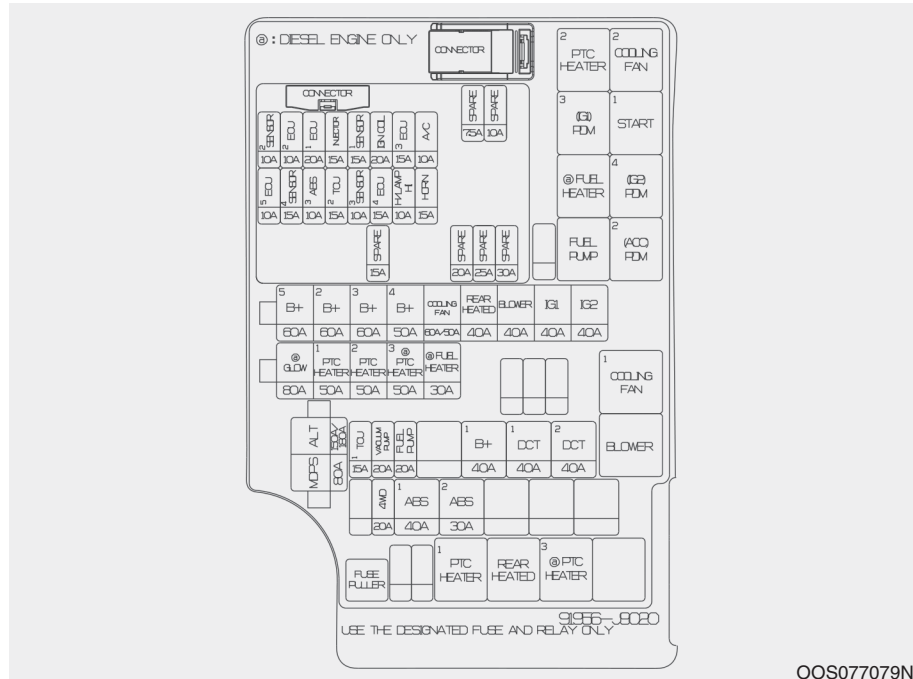 @ : DIESEL ENGINE ONLY
CONNECTOR
2 PTC HEATER
2 COOLING FAN
CONNECTOR
SPARE 7.5A
SPARE 10A
3 (IG1) PDM
1 START
2 SENSOR 10A
2 ECU 10A
1 ECU 20A
INJECTOR 15A
1 SENSOR 15A
IGN COIL 20A
3 ECU 15A
A/C 10A
@ FUEL HEATER
4 (IG2) PDM
5 ECU 10A
4 SENSOR 15A
3 ABS 10A
2 TCU 15A
3 SENSOR 10A
4 ECU 15A
H/LAMP HI 10A
HORN 15A
FUEL PUMP
2 (ACC) PDM
SPARE 15A
SPARE 20A
SPARE 25A
SPARE 30A
5 B+ 60A
2 B+ 60A
3 B+ 60A
4 B+ 50A
COOLING FAN 60A/50A
REAR HEATED 40A
BLOWER 40A
IG1 40A
IG2 40A
@ GLOW 80A
1 PTC HEATER 50A
2 PTC HEATER 50A
3 @ PTC HEATER 50A
@ FUEL HEATER 30A
1 COOLING FAN
ALT 150A/180A
MDPS 80A
1 TCU 15A
VACUUM PUMP 20A
FUEL PUMP 20A
1 B+ 40A
1 DCT 40A
2 DCT 40A
BLOWER
4WD 20A
1 ABS 40A
2 ABS 30A
FUSE PULLER
1 PTC HEATER
REAR HEATED
3 @ PTC HEATER
91956-J9020
USE THE DESIGNATED FUSE AND RELAY ONLY
OOS077079N